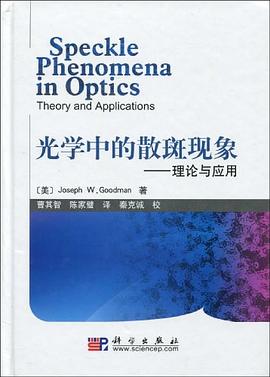 Speckle
Phenomena
in Optics
Theory and Applications
光学中的散斑现象
——理论与应用
〔美〕 Joseph W. Goodman 著
曹其智 陈家璧 译 秦克诚 校
科学出版社
www.sciencep.com